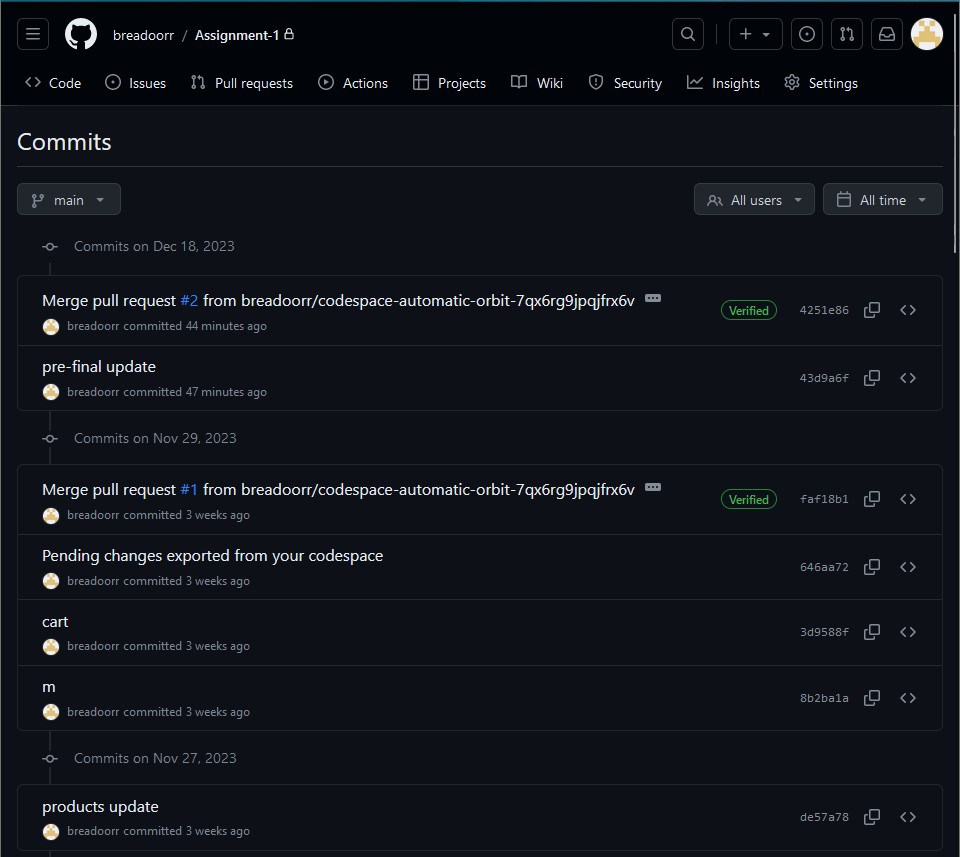 breadoorr / Assignment-1
Code Issues Pull requests Actions Projects Wiki Security Insights Settings
Commits
main All users All time
Commits on Dec 18, 2023
Merge pull request #2 from breadoorr/codespace-automatic-orbit-7qx6rg9jpqjfrx6v
Verified 4251e86
breadoorr committed 44 minutes ago
pre-final update
43d9a6f
breadoorr committed 47 minutes ago
Commits on Nov 29, 2023
Merge pull request #1 from breadoorr/codespace-automatic-orbit-7qx6rg9jpqjfrx6v
Verified faf18b1
breadoorr committed 3 weeks ago
Pending changes exported from your codespace
646aa72
breadoorr committed 3 weeks ago
cart
3d9588f
breadoorr committed 3 weeks ago
m
8b2ba1a
breadoorr committed 3 weeks ago
Commits on Nov 27, 2023
products update
de57a78
breadoorr committed 3 weeks ago